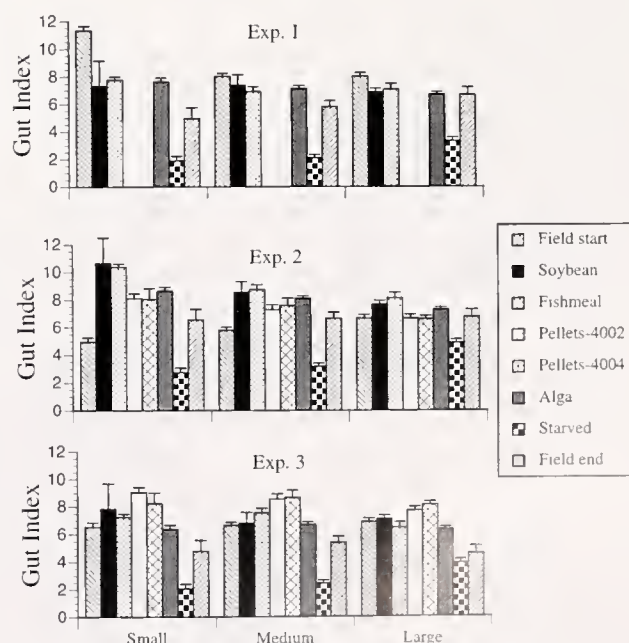 Exp. 1
Gut Index
12
10
8
6
4
2
0
Exp. 2
Gut Index
12
10
8
6
4
2
0
Field start
Soybean
Fishmeal
Pellets-4002
Pellets-4004
Alga
Starved
Field end
Exp. 3
Gut Index
12
10
8
6
4
2
0
Small
Medium
Large